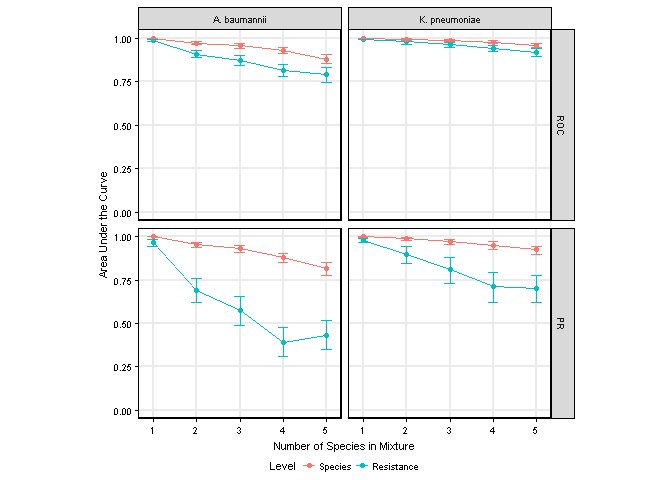 A. baumannii K. pneumoniae
1.00
0.75
0.50
0.25
0.00
ROC
Area Under the Curve
1.00
0.75
0.50
0.25
0.00
PR
1 2 3 4 5 1 2 3 4 5
Number of Species in Mixture
Level Species Resistance